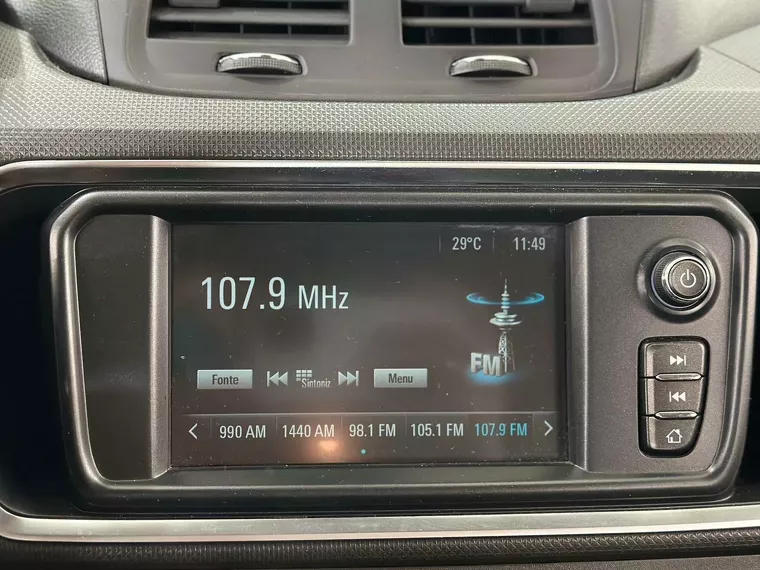 29°C 11:49
107.9 MHz
FM
Fonte Sintoniz Menu
990 AM 1440 AM 98.1 FM 105.1 FM 107.9 FM